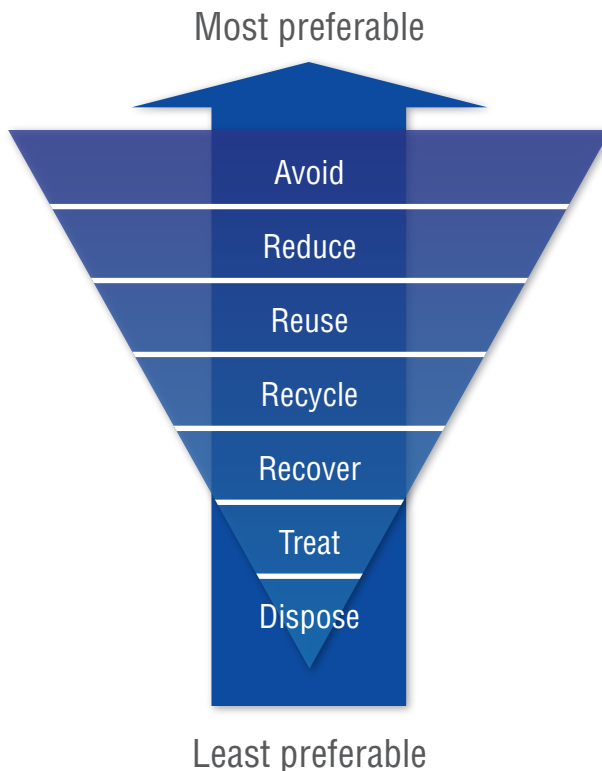 Most preferable
Avoid
Reduce
Reuse
Recycle
Recover
Treat
Dispose
Least preferable